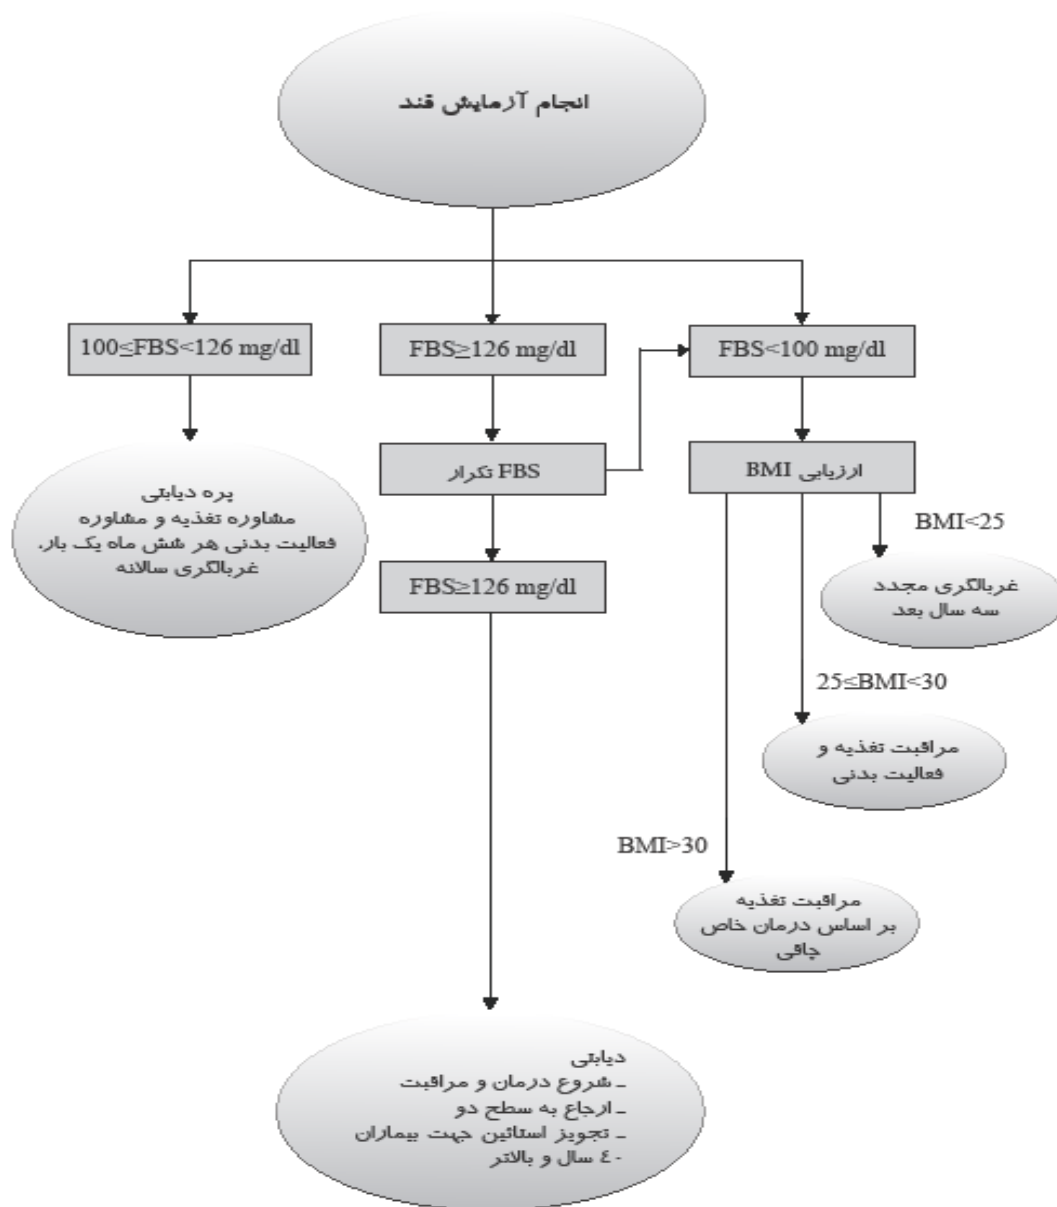 انجام آزمایش قند
100≤FBS<126 mg/dl
FBS≥126 mg/dl
FBS<100 mg/dl
تکرار FBS
ارزیابی BMI
پره دیابتی
مشاوره تغذیه و مشاوره
فعالیت بدنی هر شش ماه یک بار،
غربالگری سالانه
BMI<25
FBS≥126 mg/dl
غربالگری مجدد
سه سال بعد
25≤BMI<30
مراقبت تغذیه و
فعالیت بدنی
BMI>30
مراقبت تغذیه
بر اساس درمان خاص
چاقی
دیابتی
ـ شروع درمان و مراقبت
ـ ارجاع به سطح دو
ـ تجویز استاتین جهت بیماران
٤٠ سال و بالاتر